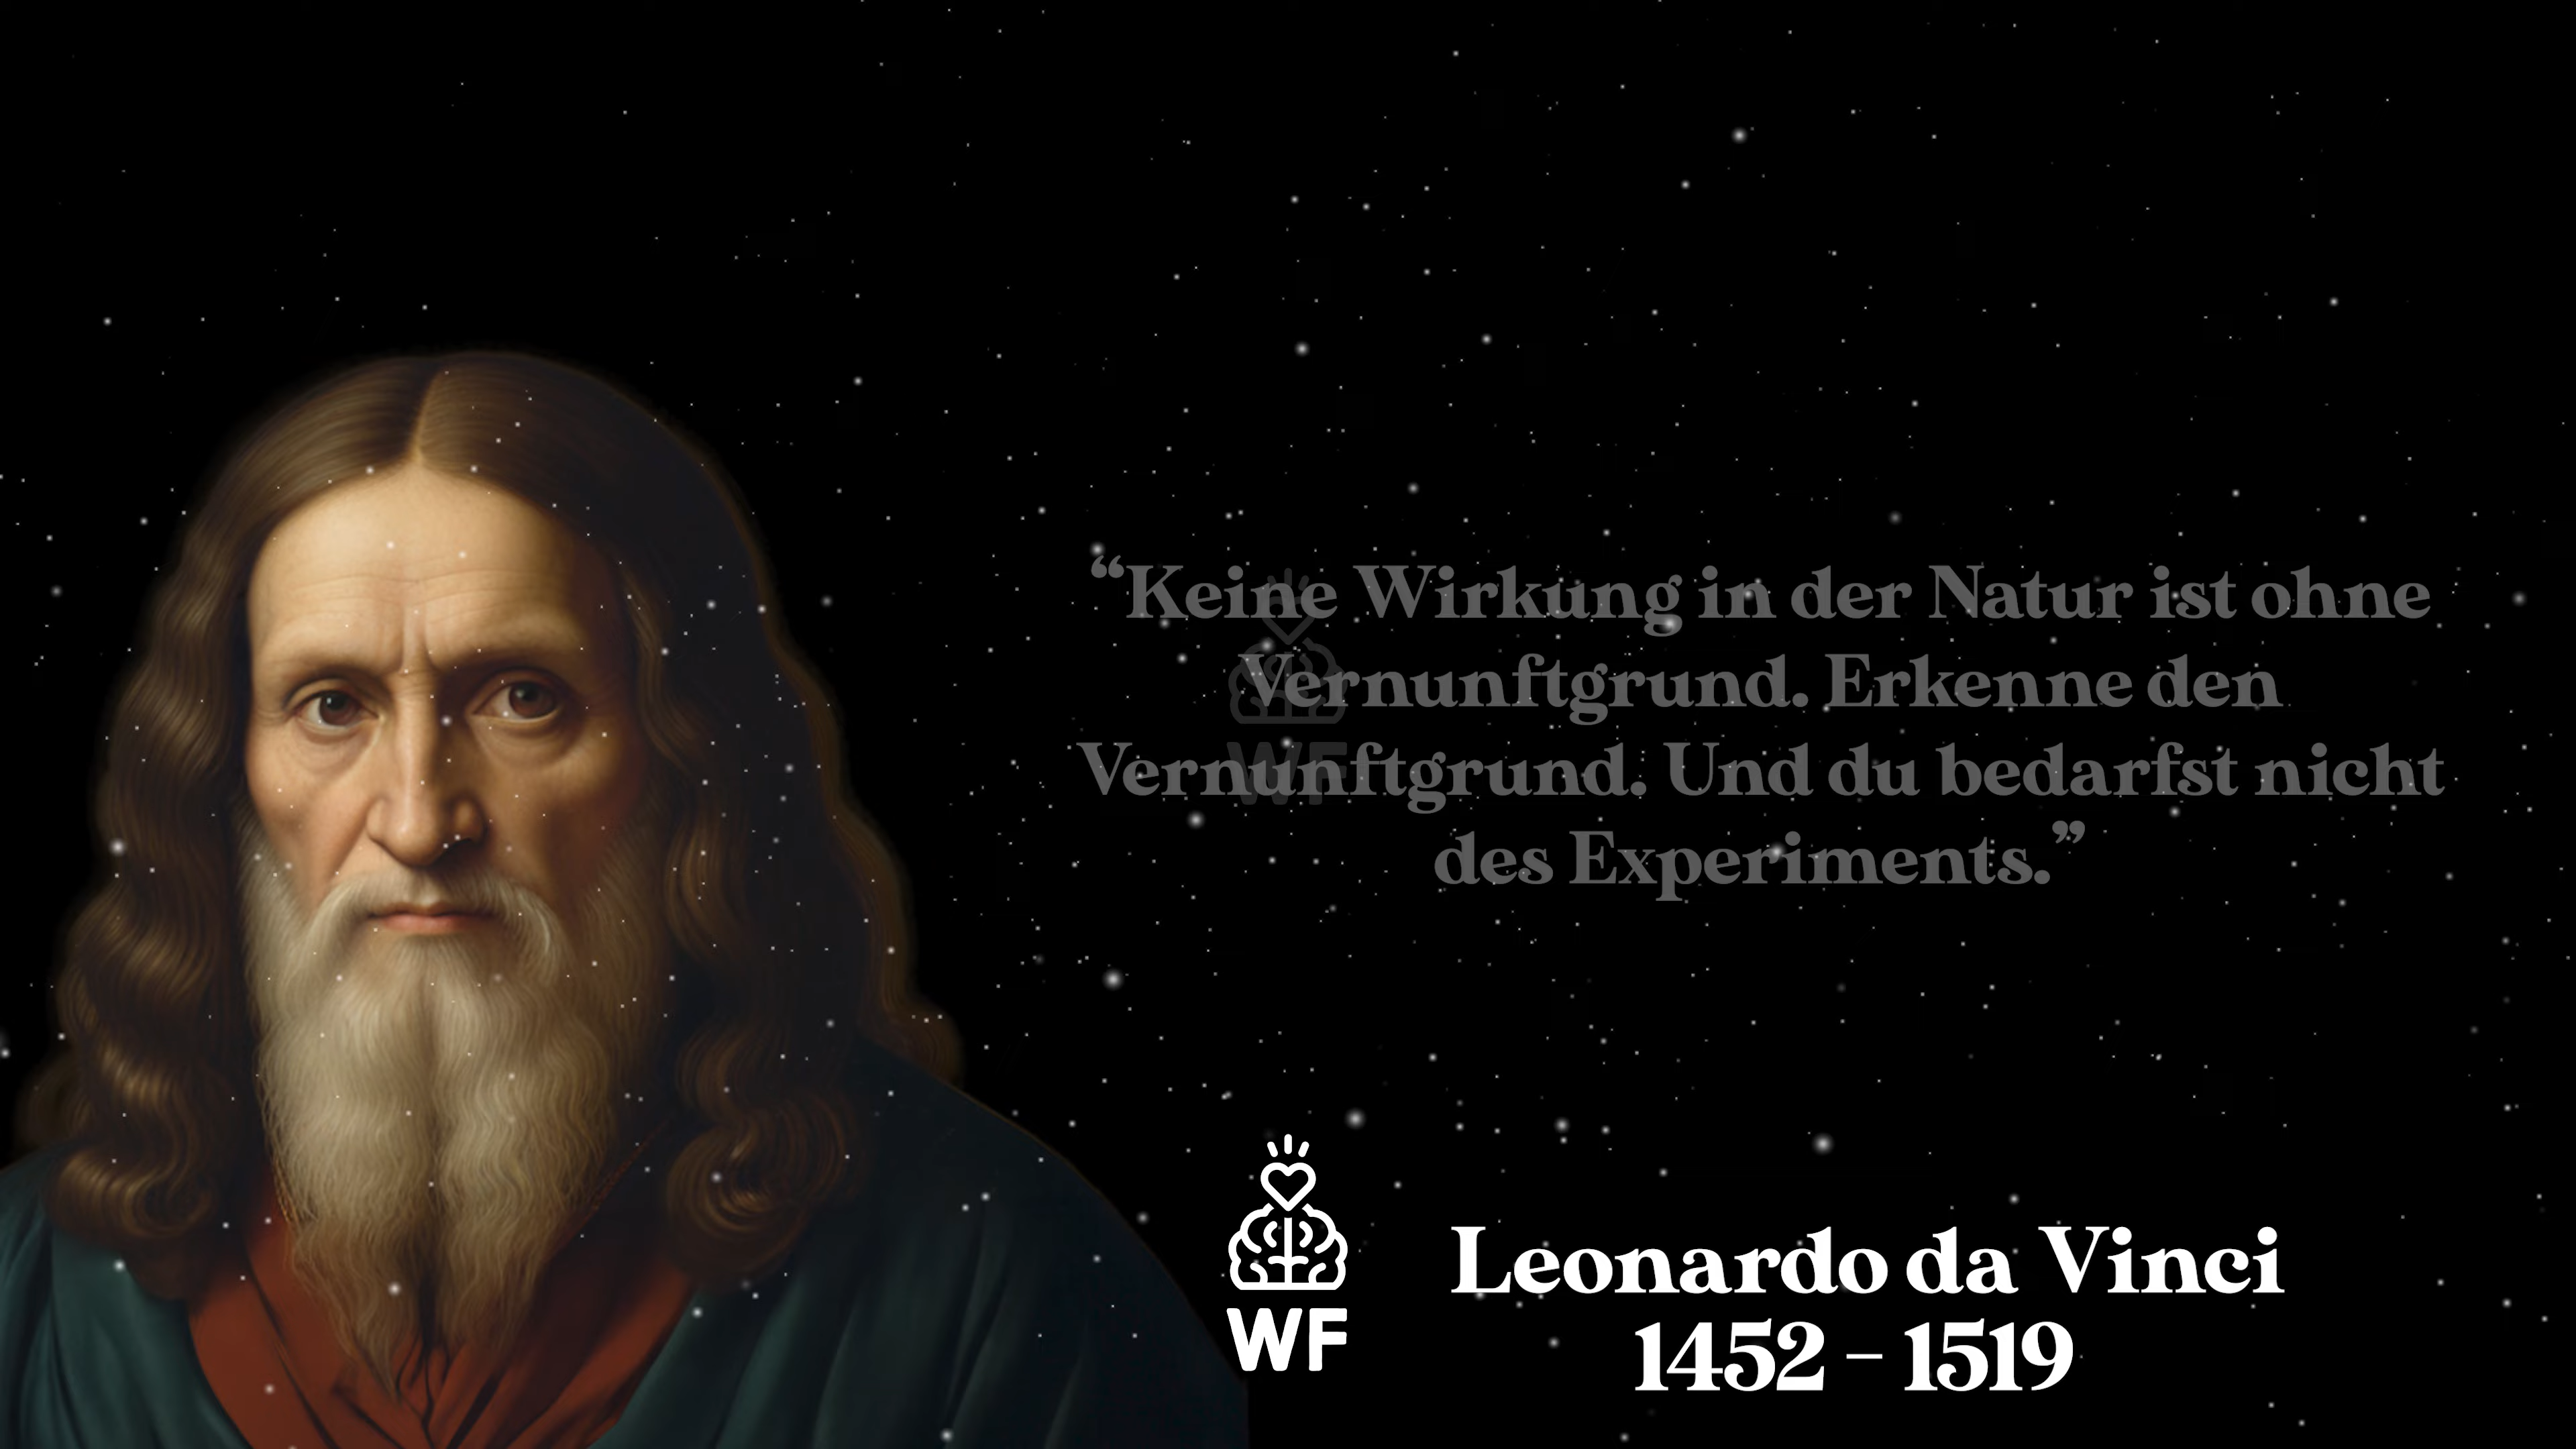 “Keine Wirkung in der Natur ist ohne
Vernunftgrund. Erkenne den
Vernunftgrund. Und du bedarfst nicht
des Experiments.”
WF
WF
Leonardo da Vinci
1452 – 1519